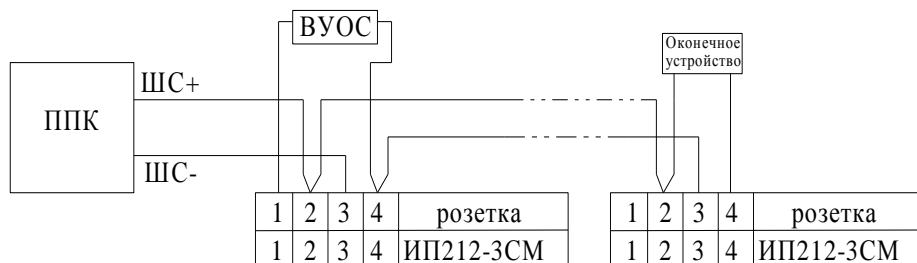 ВУОС
Оконечное
устройство
ППК
ШС+
ШС-
1 2 3 4 розетка
1 2 3 4 ИП212-3СМ
1 2 3 4 розетка
1 2 3 4 ИП212-3СМ